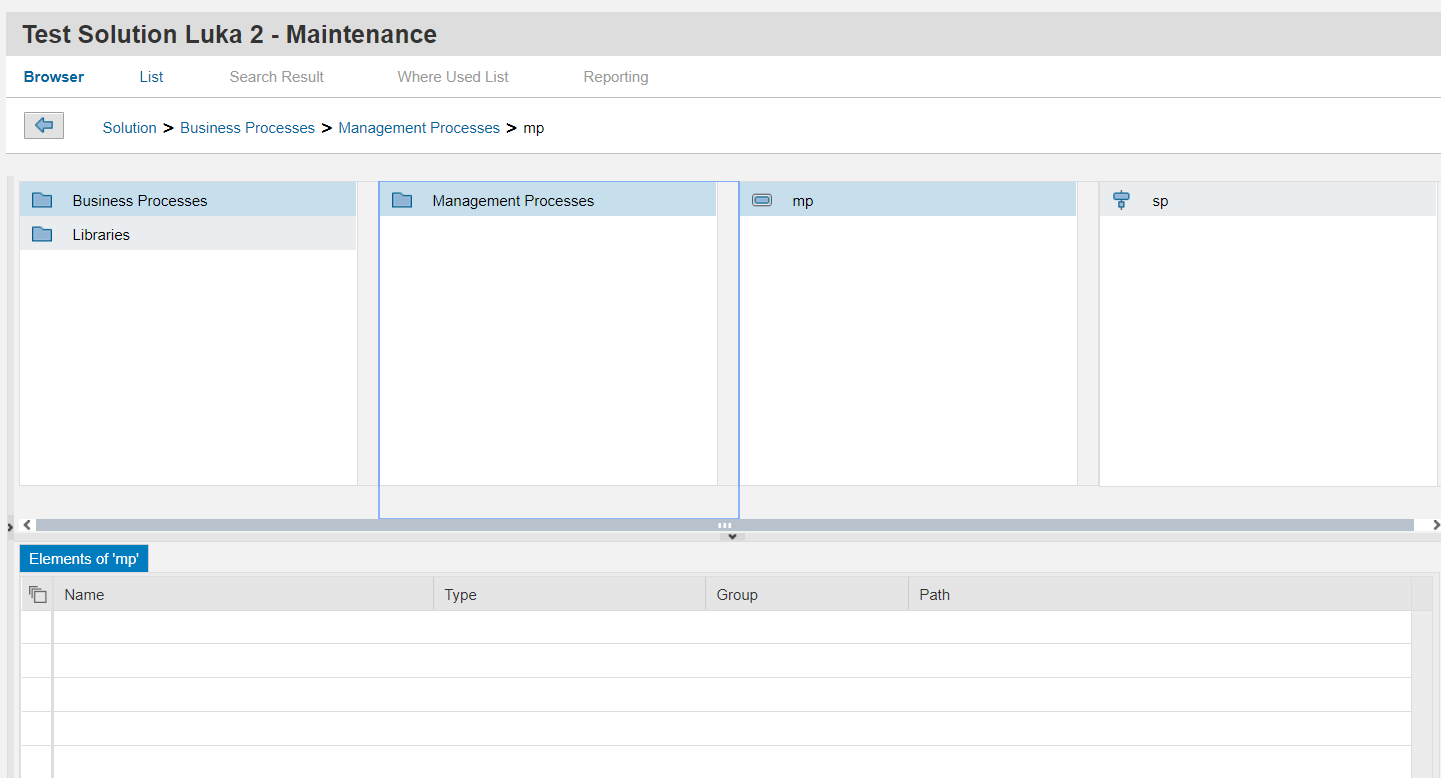 Test Solution Luka 2 - Maintenance
Browser List Search Result Where Used List Reporting
Solution > Business Processes > Management Processes > mp
Business Processes Management Processes mp sp
Libraries
Elements of 'mp'
Name Type Group Path